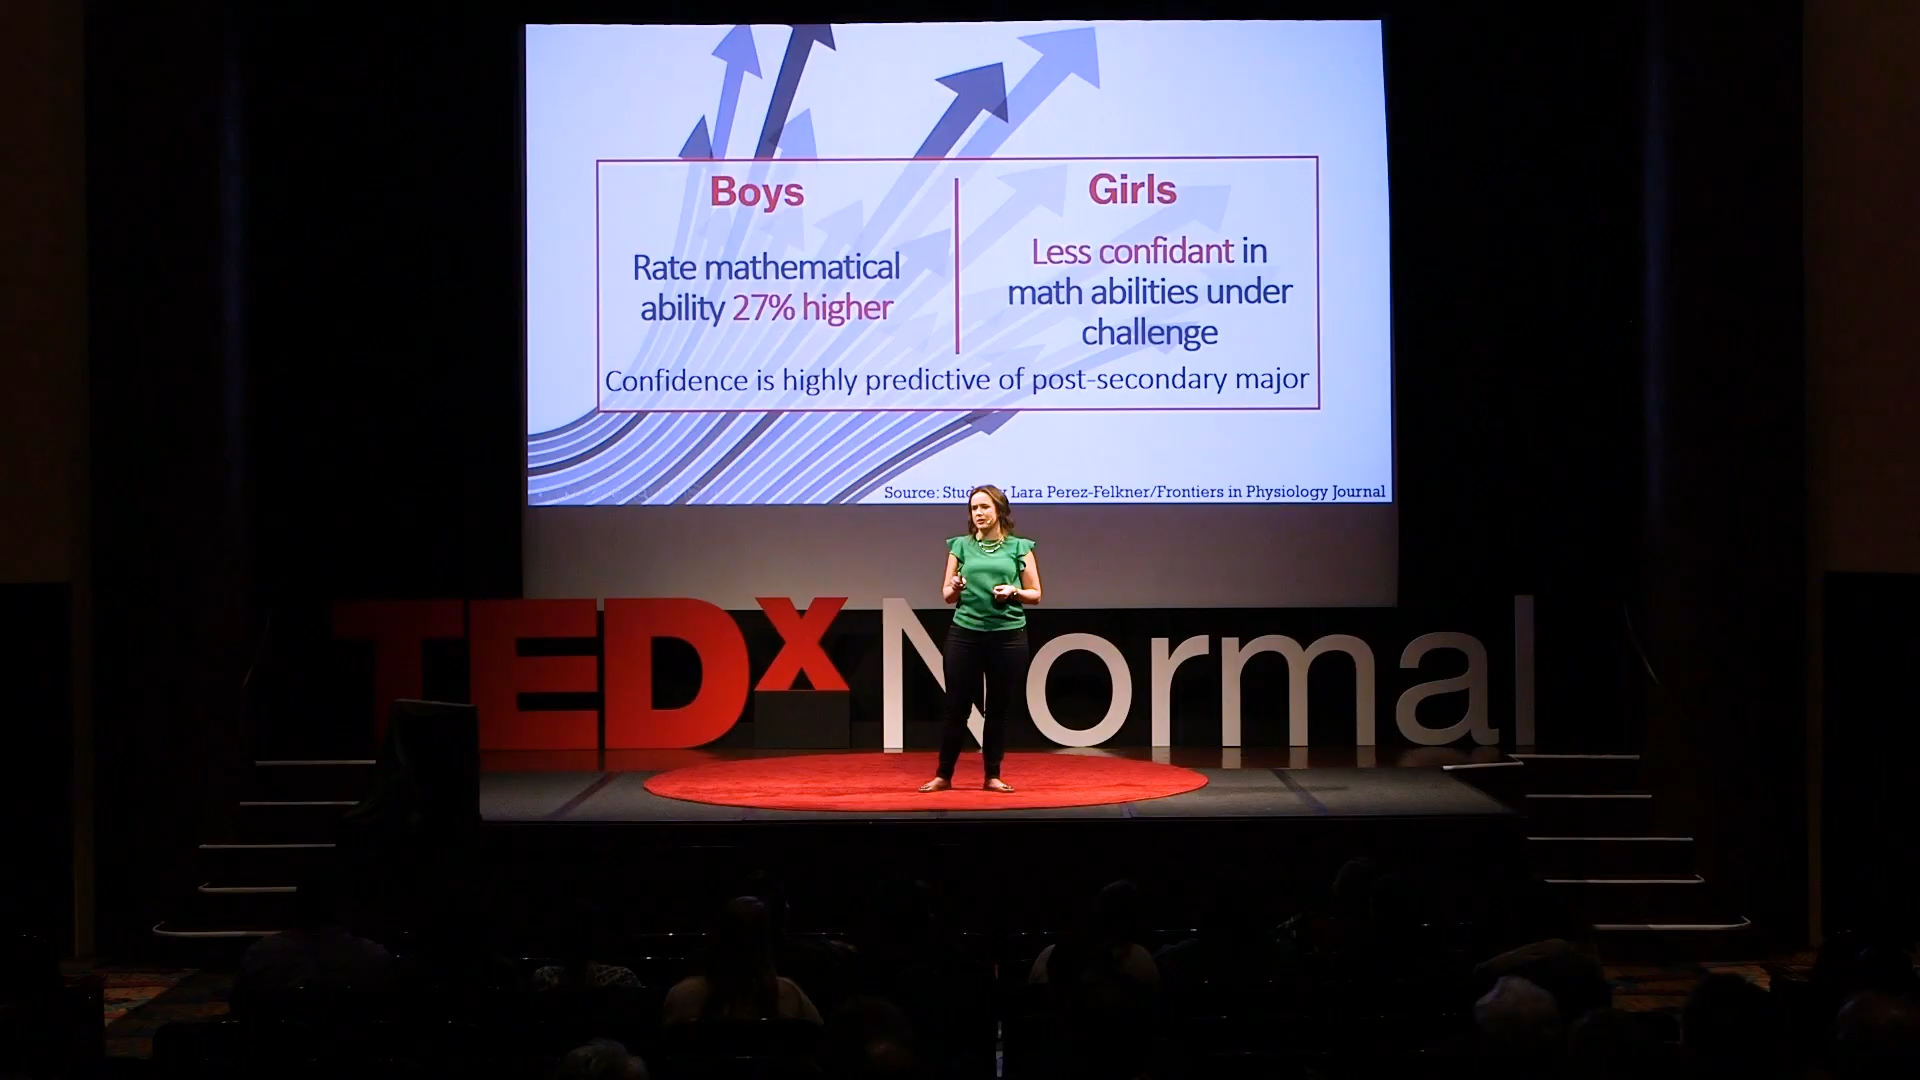 Boys
Rate mathematical
ability 27% higher
Girls
Less confidant in
math abilities under
challenge
Confidence is highly predictive of post-secondary major
Source: Lara Perez-Felkner/Frontiers in Physiology Journal
TEDx Normal